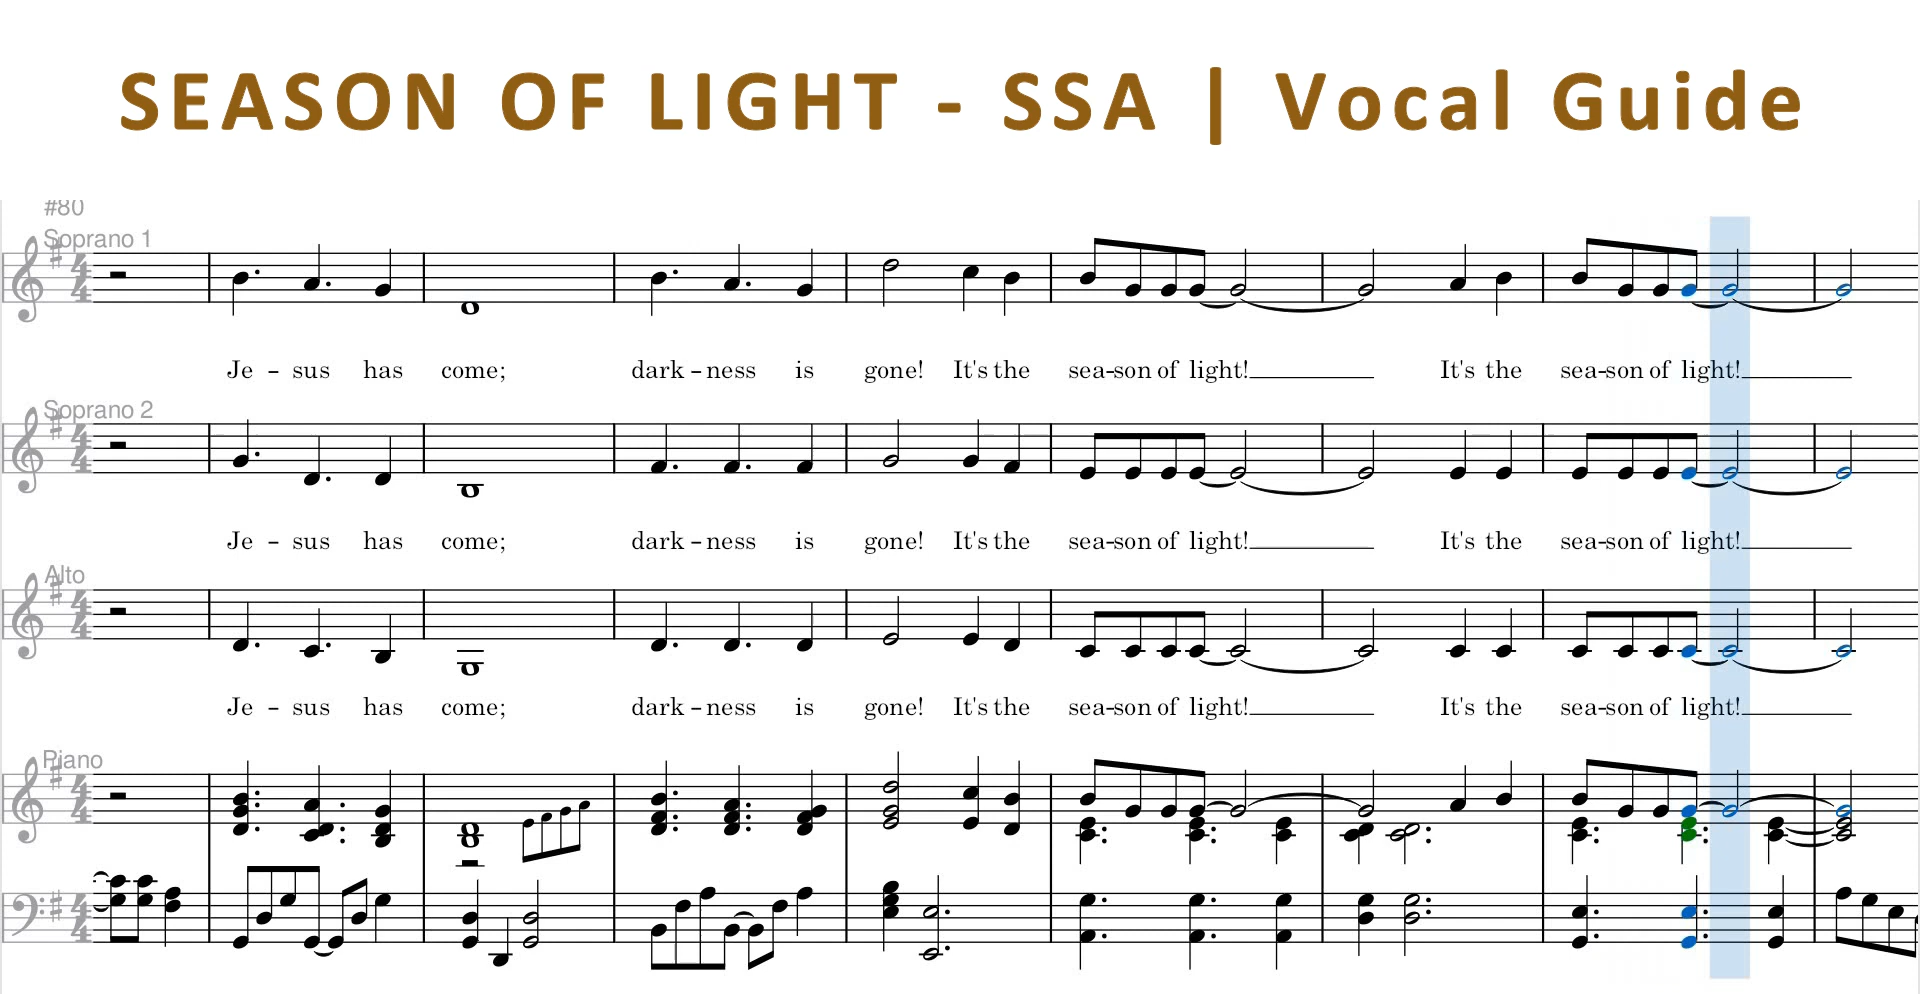 SEASON OF LIGHT - SSA | Vocal Guide
#80
Soprano 1
Je - sus has come; dark - ness is gone! It's the sea-son of light! It's the sea-son of light!
Soprano 2
Je - sus has come; dark - ness is gone! It's the sea-son of light! It's the sea-son of light!
Alto
Je - sus has come; dark - ness is gone! It's the sea-son of light! It's the sea-son of light!
Piano